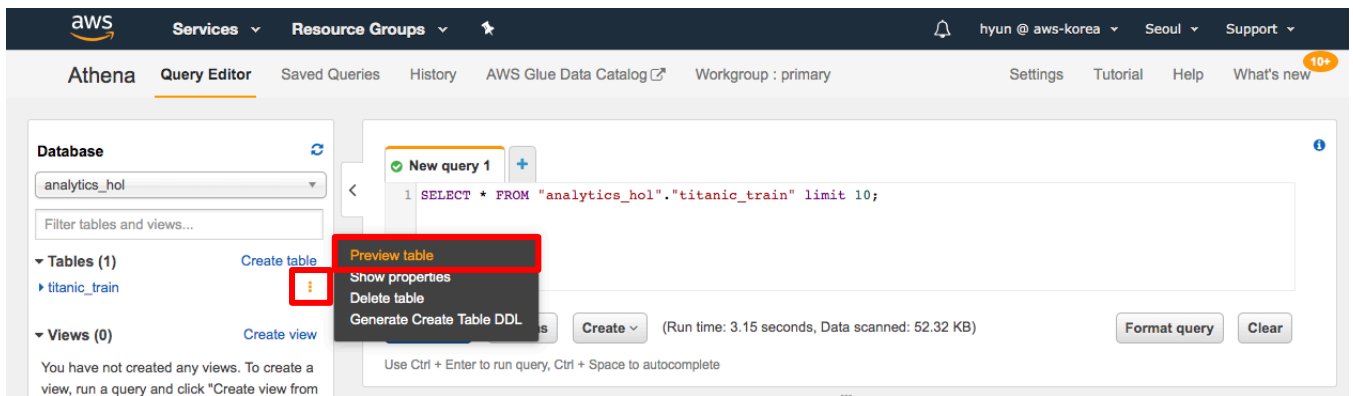 aws Services Resource Groups hyun @ aws-korea Seoul Support
Athena Query Editor Saved Queries History AWS Glue Data Catalog Workgroup : primary Settings Tutorial Help What's new 10+
Database
analytics_hol
Filter tables and views...
Tables (1) Create table
titanic_train
Views (0) Create view
You have not created any views. To create a
view, run a query and click "Create view from
New query 1 +
1 SELECT * FROM "analytics_hol"."titanic_train" limit 10;
Preview table
Show properties
Delete table
Generate Create Table DDL
Create (Run time: 3.15 seconds, Data scanned: 52.32 KB) Format query Clear
Use Ctrl + Enter to run query, Ctrl + Space to autocomplete